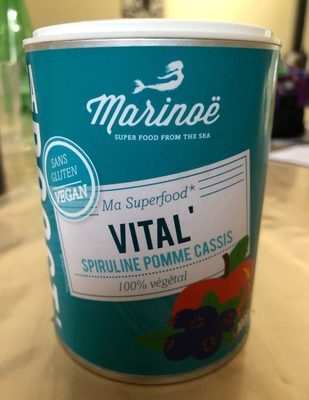 Marinoë
SUPER FOOD FROM THE SEA
SANS
GLUTEN
VEGAN
Ma Superfood*
VITAL'
SPIRULINE POMME CASSIS
100% végétal